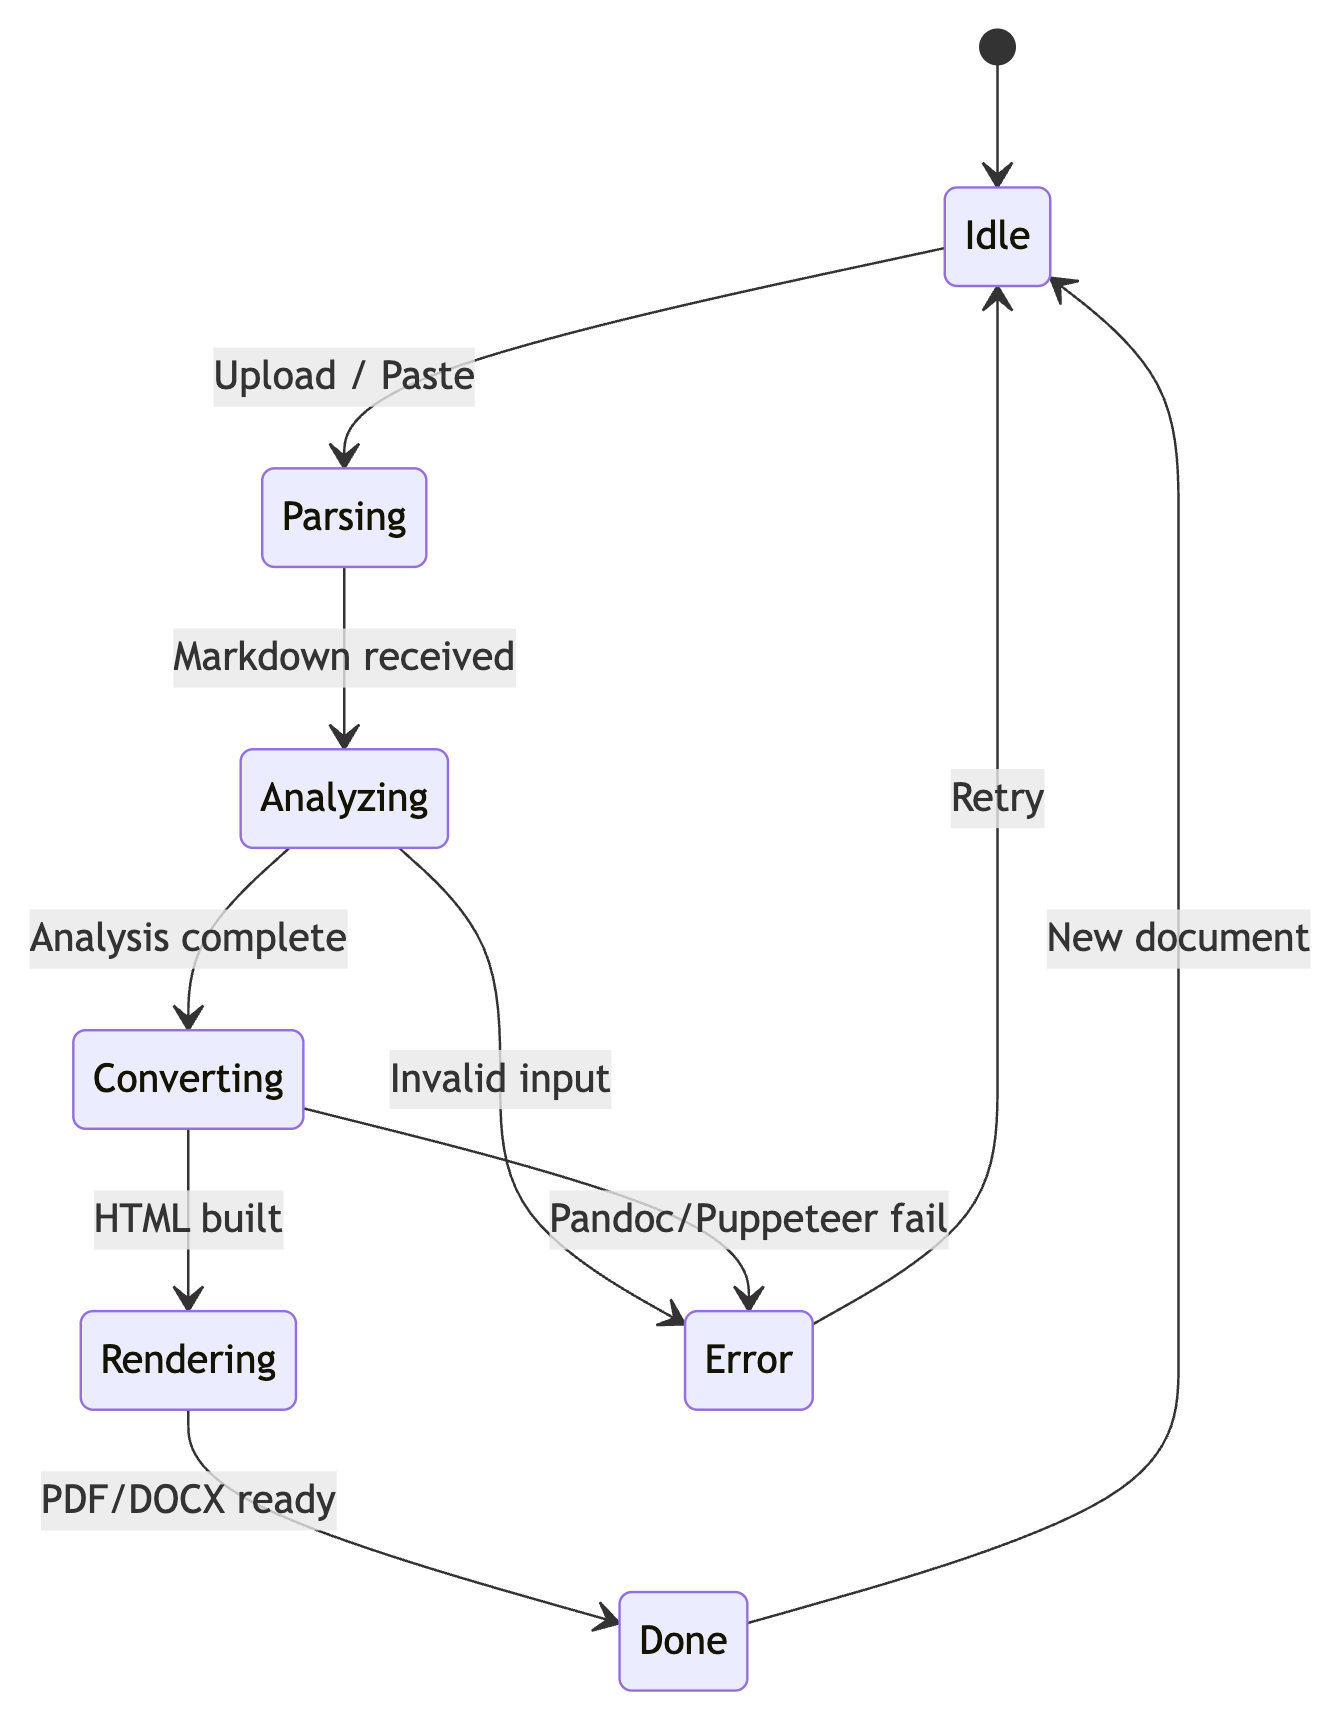 Idle
Upload / Paste
Parsing
Markdown received
Analyzing
Retry
Analysis complete
New document
Converting
Invalid input
HTML built
Pandoc/Puppeteer fail
Rendering
Error
PDF/DOCX ready
Done